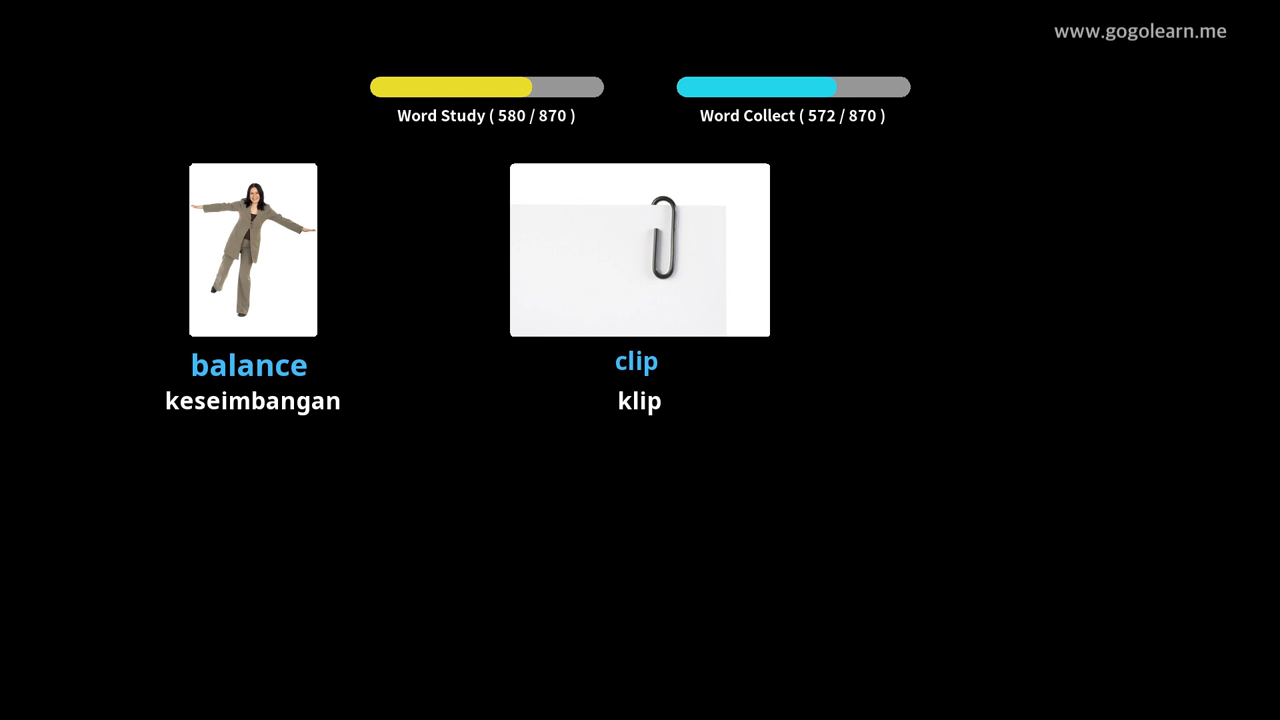 www.gogolearn.me
Word Study ( 580 / 870 )
Word Collect ( 572 / 870 )
balance
keseimbangan
clip
klip